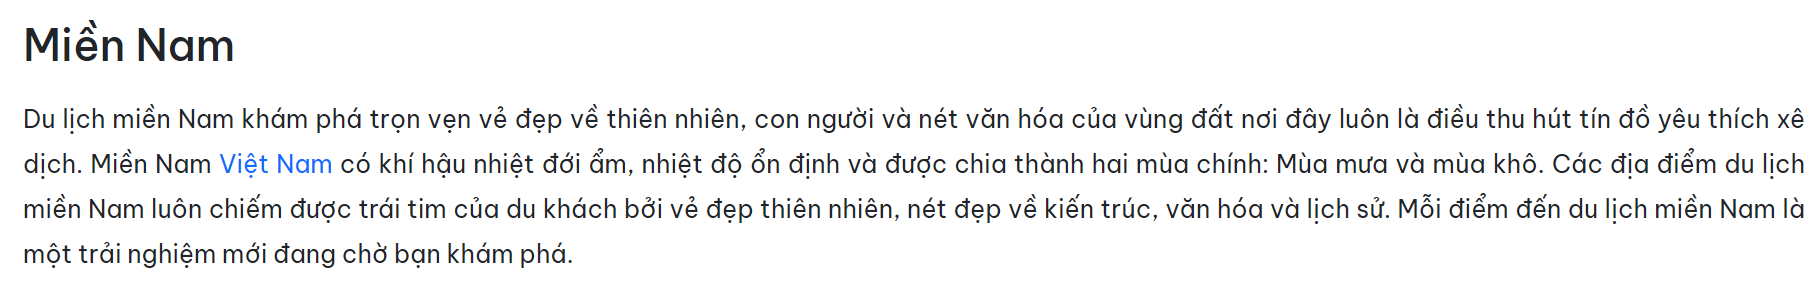 Miền Nam
Du lịch miền Nam khám phá trọn vẹn vẻ đẹp về thiên nhiên, con người và nét văn hóa của vùng đất nơi đây luôn là điều thu hút tín đồ yêu thích xê
dịch. Miền Nam Việt Nam có khí hậu nhiệt đới ẩm, nhiệt độ ổn định và được chia thành hai mùa chính: Mùa mưa và mùa khô. Các địa điểm du lịch
miền Nam luôn chiếm được trái tim của du khách bởi vẻ đẹp thiên nhiên, nét đẹp về kiến trúc, văn hóa và lịch sử. Mỗi điểm đến du lịch miền Nam là
một trải nghiệm mới đang chờ bạn khám phá.